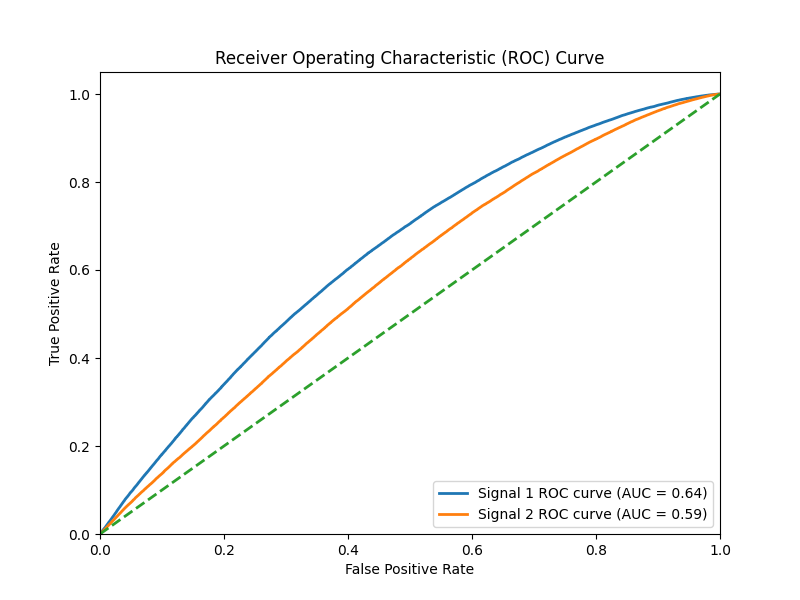 Receiver Operating Characteristic (ROC) Curve
1.0
0.8
0.6
0.4
0.2
0.0
True Positive Rate
Signal 1 ROC curve (AUC = 0.64)
Signal 2 ROC curve (AUC = 0.59)
0.0 0.2 0.4 0.6 0.8 1.0
False Positive Rate